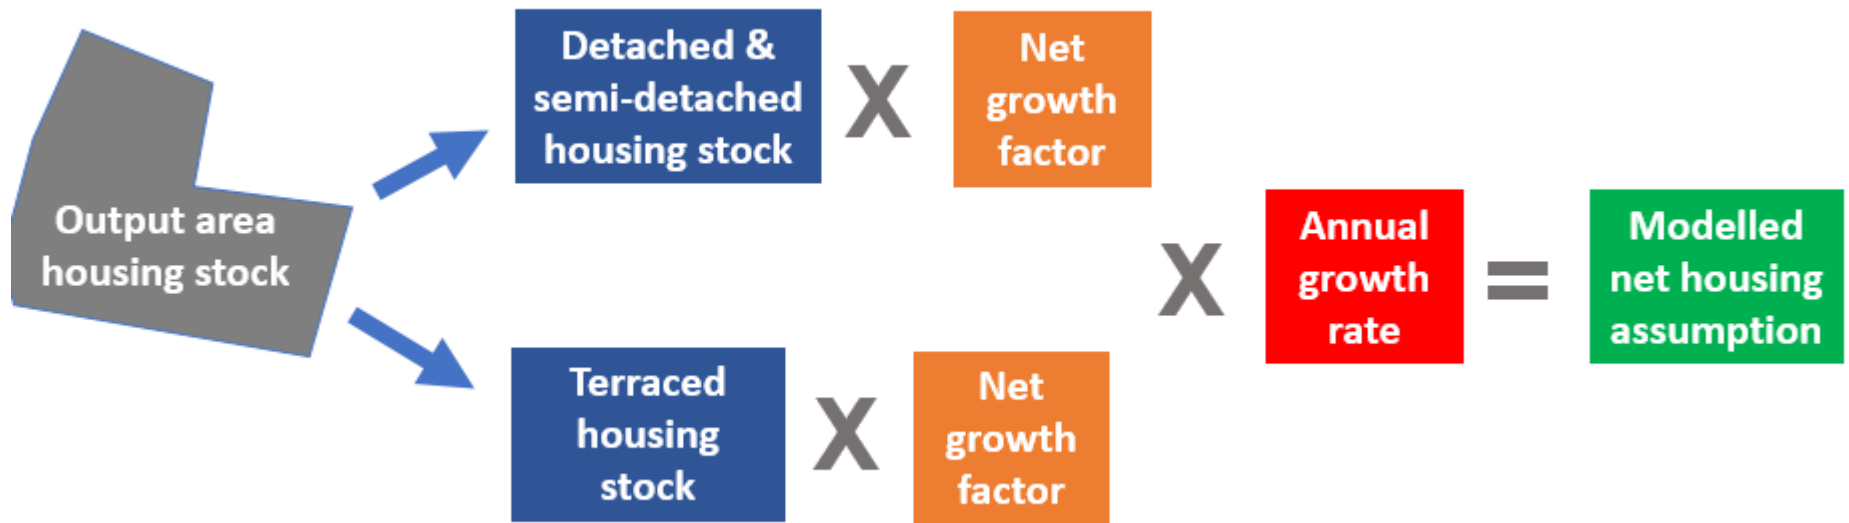 Output area
housing stock
Detached &
semi-detached
housing stock
X
Net
growth
factor
Terraced
housing
stock
X
Net
growth
factor
X
Annual
growth
rate
=
Modelled
net housing
assumption